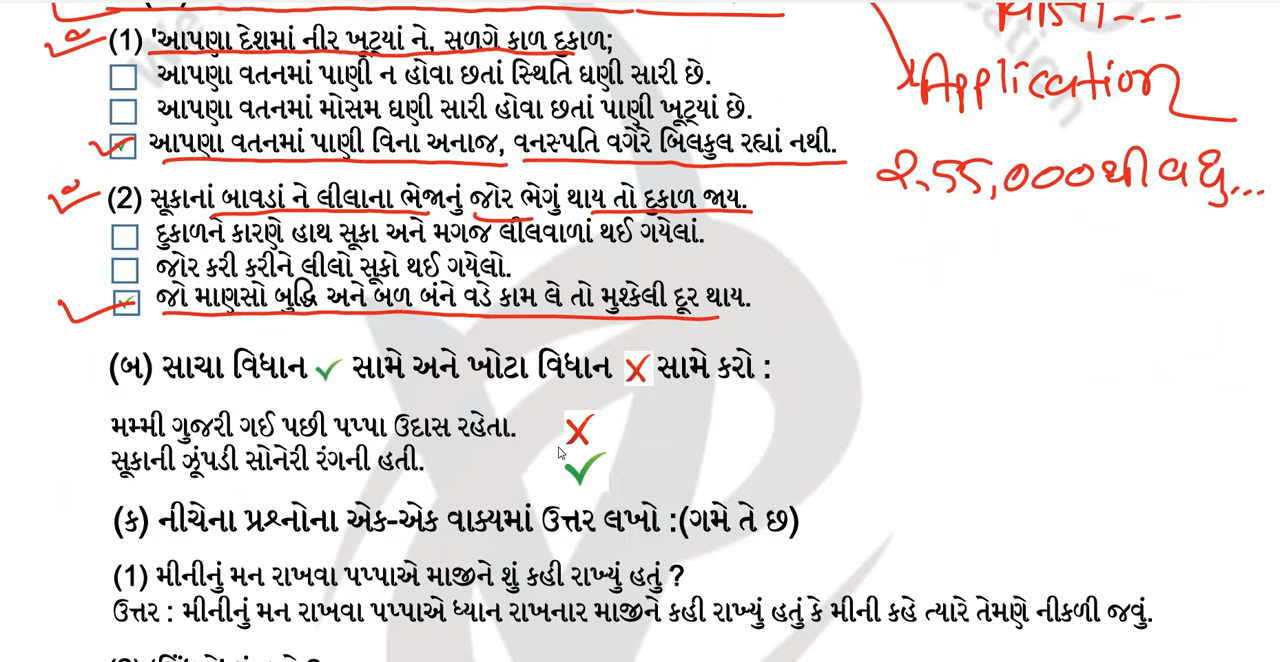 (1) 'આપણા દેશમાં નીર ખૂટ્યાં ને, સળગે કાળ દુકાળ;
આપણા વતનમાં પાણી ન હોવા છતાં સ્થિતિ ઘણી સારી છે.
આપણા વતનમાં મોસમ ઘણી સારી હોવા છતાં પાણી ખૂટ્યાં છે.
આપણા વતનમાં પાણી વિના અનાજ, વનસ્પતિ વગેરે બિલકુલ રહ્યાં નથી.
Application
૨,55,000થી વધુ...
(2) સૂકાનાં બાવડાં ને લીલાના ભેજાનું જોર ભેગું થાય તો દુકાળ જાય.
દુકાળને કારણે હાથ સૂકા અને મગજ લીલવાળાં થઈ ગયેલાં.
જોર કરી કરીને લીલો સૂકો થઈ ગયેલો.
જો માણસો બુદ્ધિ અને બળ બંને વડે કામ લે તો મુશ્કેલી દૂર થાય.
(બ) સાચા વિધાન ✓ સામે અને ખોટા વિધાન ✗ સામે કરો :
મમ્મી ગુજરી ગઈ પછી પપ્પા ઉદાસ રહેતા. ✗
સૂકાની ઝૂંપડી સોનેરી રંગની હતી. ✓
(ક) નીચેના પ્રશ્નોના એક-એક વાક્યમાં ઉત્તર લખો :(ગમે તે છ)
(1) મીનીનું મન રાખવા પપ્પાએ માજીને શું કહી રાખ્યું હતું ?
ઉત્તર : મીનીનું મન રાખવા પપ્પાએ ધ્યાન રાખનાર માજીને કહી રાખ્યું હતું કે મીની કહે ત્યારે તેમણે નીકળી જવું.